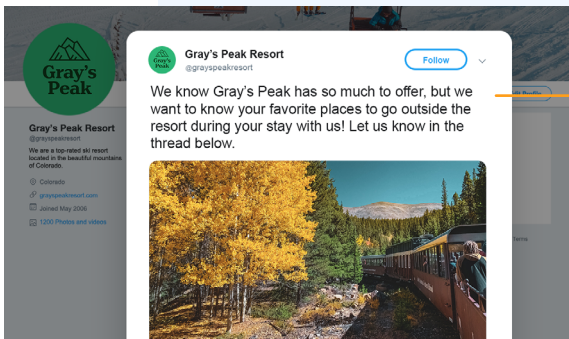 Gray's
Peak
Gray's Peak Resort
@grayspeakresort
We are a top-rated ski resort
located in the beautiful mountains
of Colorado.
Colorado
grayspeakresort.com
Joined May 2006
1200 Photos and videos
Gray's
Peak
Gray's Peak Resort
@grayspeakresort
Follow
We know Gray's Peak has so much to offer, but we
want to know your favorite places to go outside the
resort during your stay with us! Let us know in the
thread below.
Terms